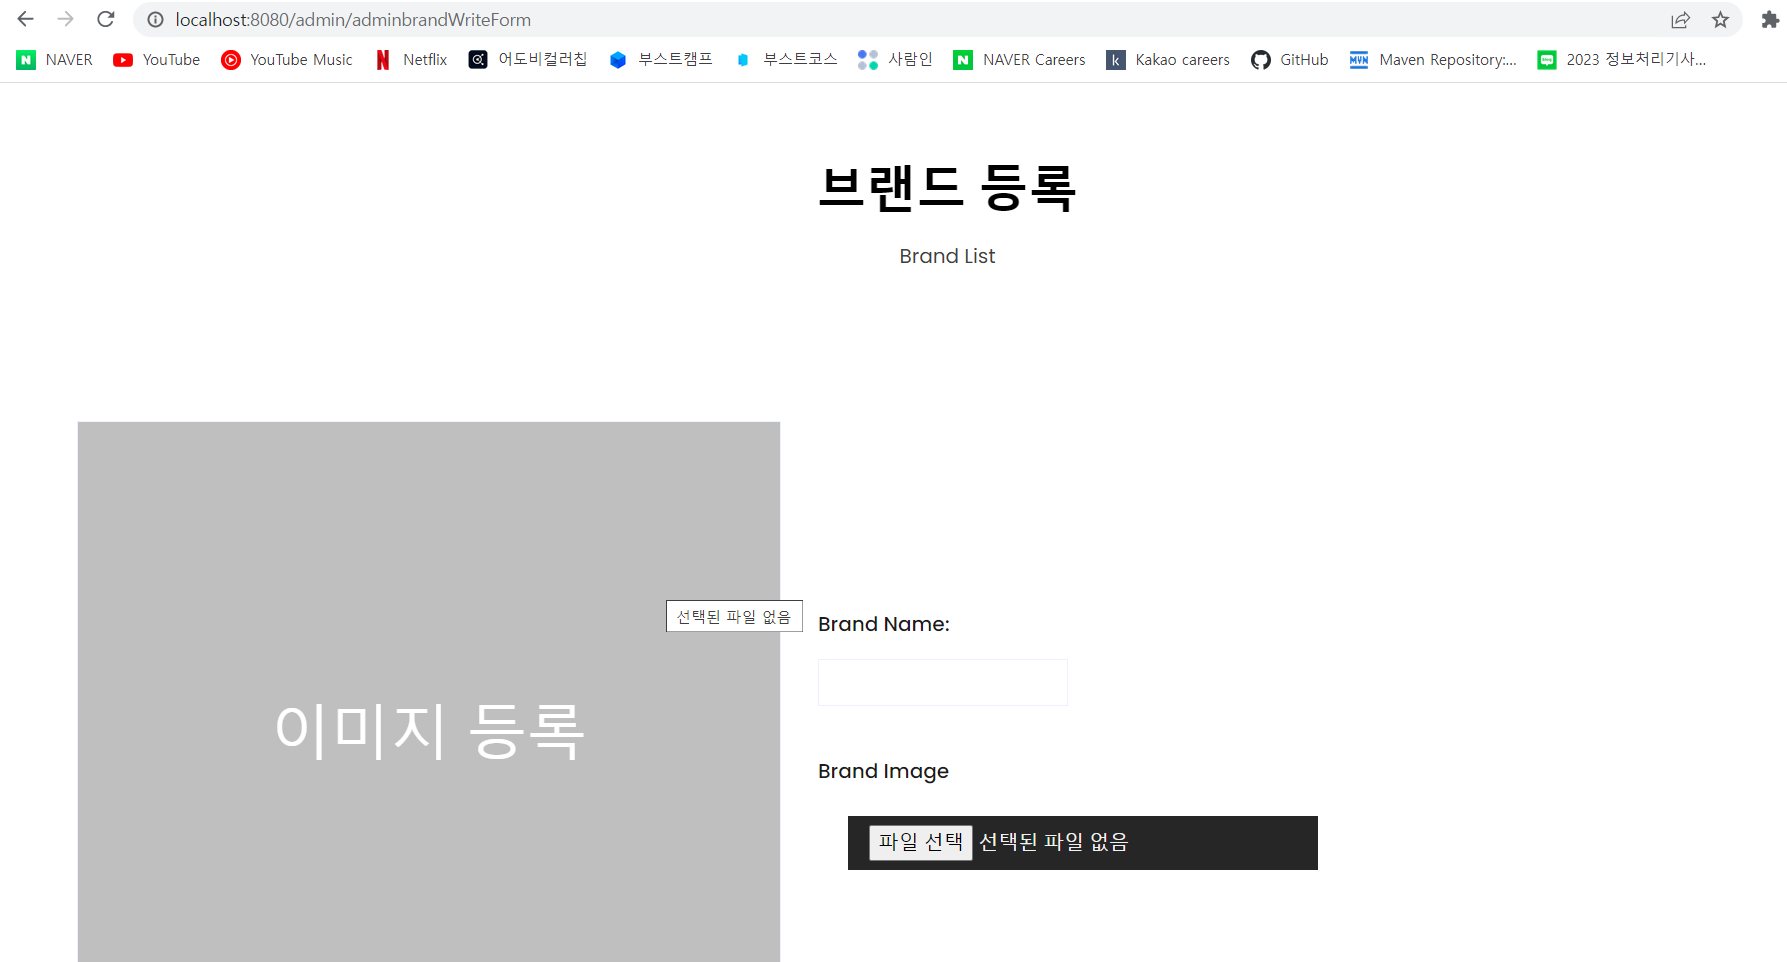 localhost:8080/admin/adminbrandWriteForm
NAVER YouTube YouTube Music Netflix 어도비컬러칩 부스트캠프 부스트코스 사람인 NAVER Careers k Kakao careers GitHub MVN Maven Repository:... 2023 정보처리기사...
브랜드 등록
Brand List
선택된 파일 없음
Brand Name:
이미지 등록
Brand Image
파일 선택 선택된 파일 없음